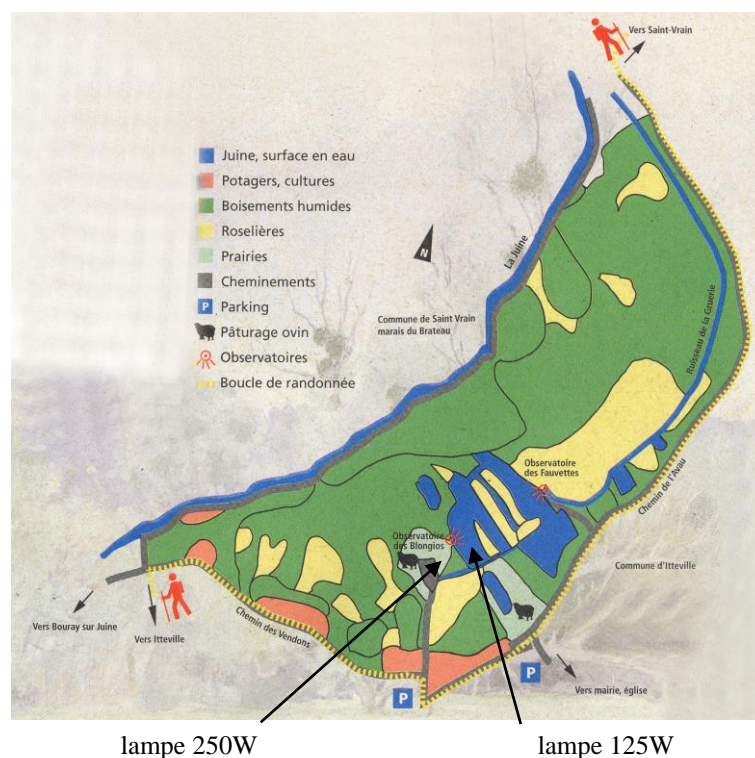 Vers Saint-Vrain
Juine, surface en eau
Potagers, cultures
Boisements humides
Roselières
Prairies
Cheminements
P
Parking
Pâturage ovin
Observatoires
Boucle de randonnée
N
La Juine
Commune de Saint Vrain
marais du Brateau
Ruisseau de la Gruerie
Observatoire
des Fauvettes
Chemin de l'Avau
Observatoire
des Blongios
Commune d'Itteville
Vers Bouray sur Juine
Vers Itteville
Chemin des Vendons
P
P
Vers mairie, église
lampe 250W
lampe 125W